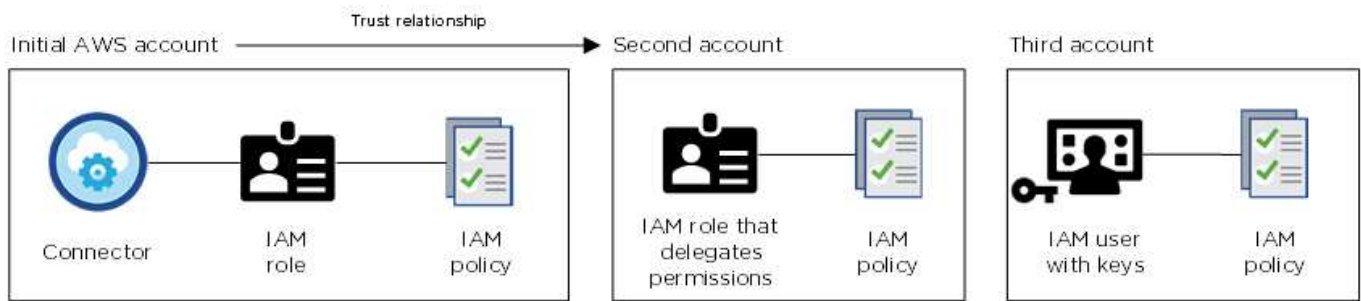 Trust relationship
Initial AWS account
Second account
Third account
Connector
IAM
role
IAM
policy
IAM role that
delegates
permissions
IAM
policy
IAM user
with keys
IAM
policy